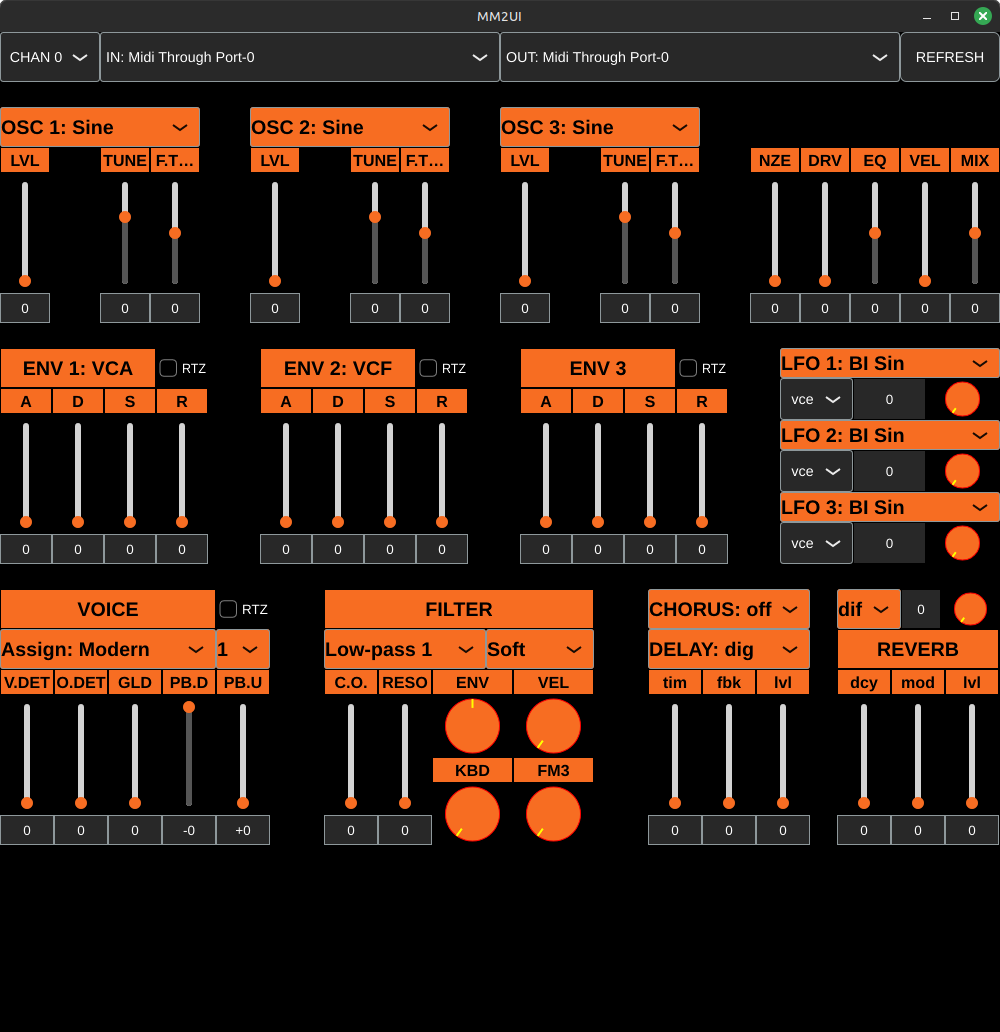 MM2UI
CHAN 0 IN: Midi Through Port-0 OUT: Midi Through Port-0 REFRESH
OSC 1: Sine OSC 2: Sine OSC 3: Sine
LVL TUNE F.T... LVL TUNE F.T... LVL TUNE F.T... NZE DRV EQ VEL MIX
0 0 0 0 0 0 0 0 0 0 0 0 0 0
ENV 1: VCA RTZ ENV 2: VCF RTZ ENV 3 RTZ LFO 1: BI Sin
A D S R A D S R A D S R vce 0
LFO 2: BI Sin
vce 0
LFO 3: BI Sin
0 0 0 0 0 0 0 0 0 0 0 0 vce 0
VOICE RTZ FILTER CHORUS: off dif 0
Assign: Modern 1 Low-pass 1 Soft DELAY: dig REVERB
V.DET O.DET GLD PB.D PB.U C.O. RESO ENV VEL tim fbk lvl dcy mod lvl
KBD FM3
0 0 0 -0 +0 0 0 0 0 0 0 0 0